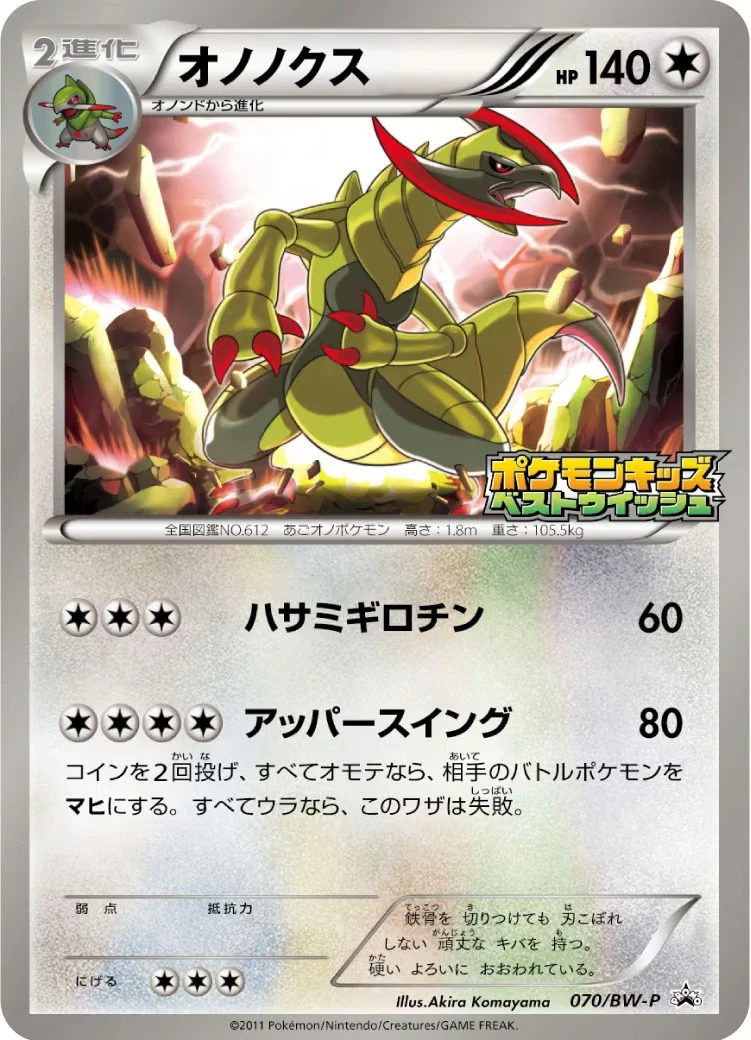 2進化
オノノクス
HP 140
オノンドから進化
ポケモンキッズ
ベストウイッシュ
全国図鑑NO.612 あごオノポケモン 高さ：1.8m 重さ：105.5kg
ハサミギロチン 60
アッパースイング 80
コインを2回投げ、すべてオモテなら、相手のバトルポケモンを
マヒにする。すべてウラなら、このワザは失敗。
弱点 抵抗力
にげる
鉄骨を 切りつけても 刃こぼれ
しない 頑丈な キバを 持つ。
硬い よろいに おおわれている。
Illus.Akira Komayama 070/BW-P
©2011 Pokémon/Nintendo/Creatures/GAME FREAK.